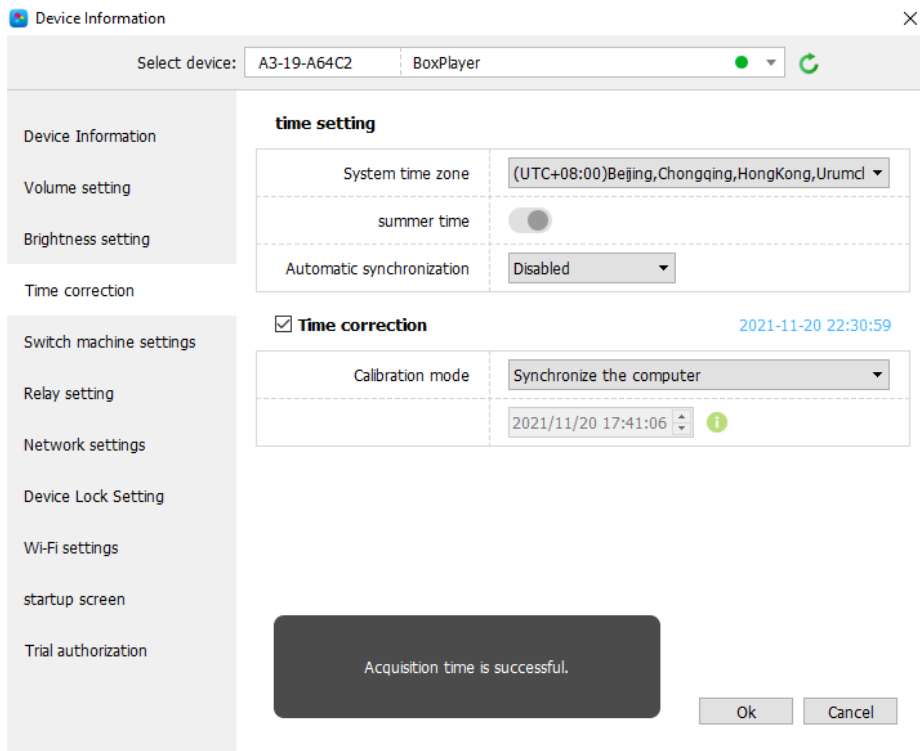 Device Information
Select device: A3-19-A64C2 BoxPlayer
Device Information
Volume setting
Brightness setting
Time correction
Switch machine settings
Relay setting
Network settings
Device Lock Setting
Wi-Fi settings
startup screen
Trial authorization
time setting
System time zone (UTC+08:00)Beijing,Chongqing,HongKong,Urumcl
summer time
Automatic synchronization Disabled
Time correction 2021-11-20 22:30:59
Calibration mode Synchronize the computer
2021/11/20 17:41:06
Acquisition time is successful.
Ok Cancel